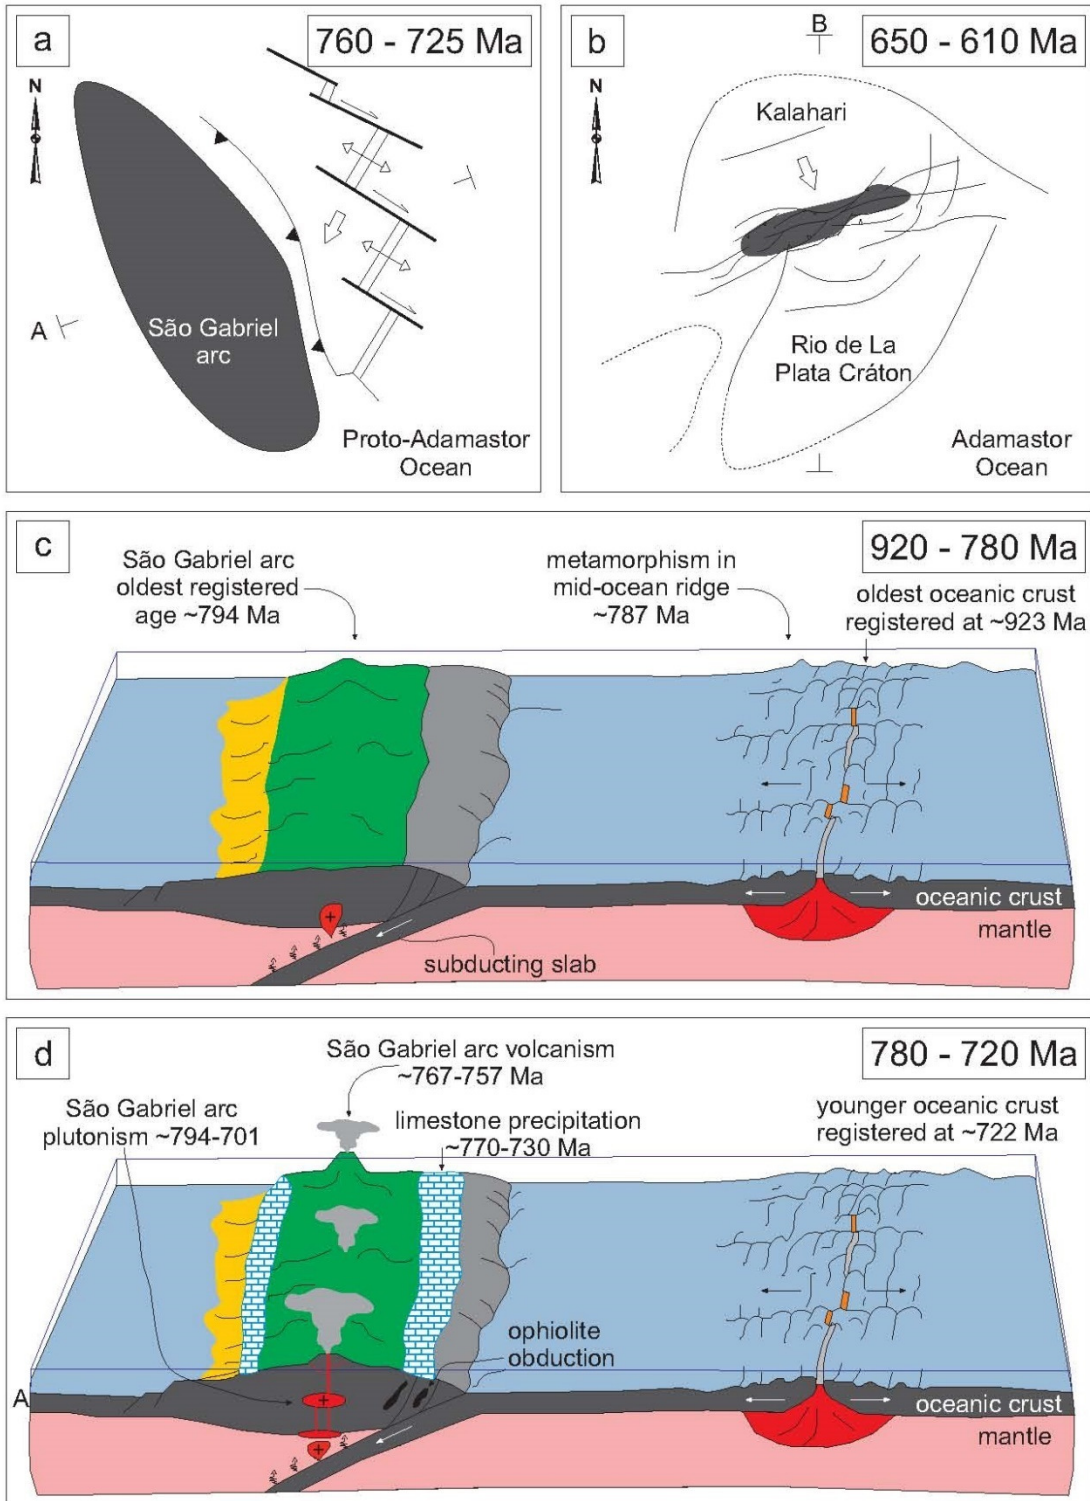 a
760 - 725 Ma
N
São Gabriel
arc
A
Proto-Adamastor
Ocean
b
B
650 - 610 Ma
N
Kalahari
Rio de La
Plata Cráton
Adamastor
Ocean
c
920 - 780 Ma
São Gabriel arc
oldest registered
age ~794 Ma
metamorphism in
mid-ocean ridge
~787 Ma
oldest oceanic crust
registered at ~923 Ma
oceanic crust
mantle
subducting slab
d
780 - 720 Ma
São Gabriel arc volcanism
~767-757 Ma
São Gabriel arc
plutonism ~794-701
limestone precipitation
~770-730 Ma
younger oceanic crust
registered at ~722 Ma
ophiolite
obduction
A
oceanic crust
mantle